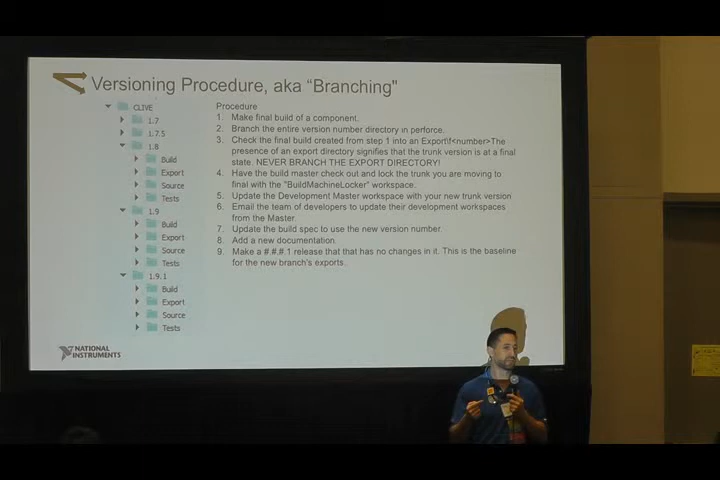 Versioning Procedure, aka “Branching"
CLIVE
1.7
1.7.5
1.8
Build
Export
Source
Tests
1.9
Build
Export
Source
Tests
1.9.1
Build
Export
Source
Tests
Procedure
1. Make final build of a component.
2. Branch the entire version number directory in perforce.
3. Check the final build created from step 1 into an Export\f<number>The
presence of an export directory signifies that the trunk version is at a final
state. NEVER BRANCH THE EXPORT DIRECTORY!
4. Have the build master check out and lock the trunk you are moving to
final with the "BuildMachineLocker" workspace.
5. Update the Development Master workspace with your new trunk version
6. Email the team of developers to update their development workspaces
from the Master.
7. Update the build spec to use the new version number.
8. Add a new documentation.
9. Make a #.#.#.1 release that that has no changes in it. This is the baseline
for the new branch's exports.
NATIONAL
INSTRUMENTS